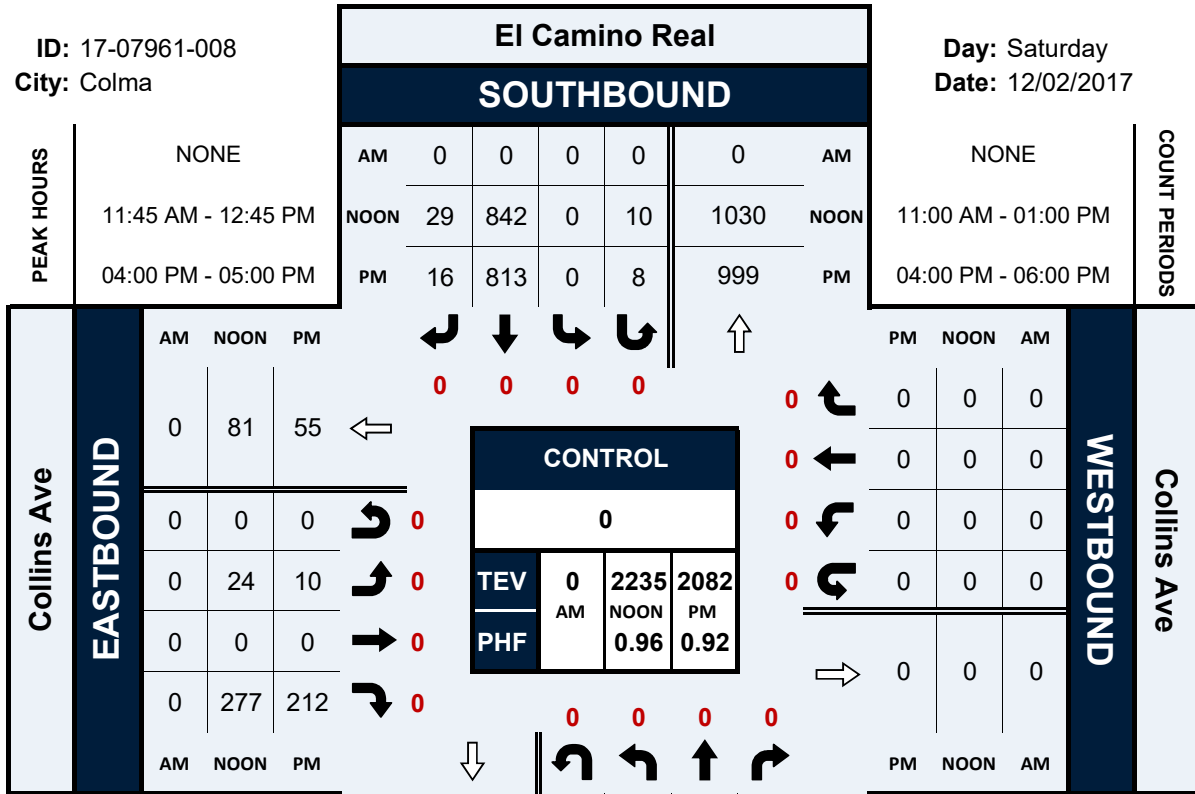 El Camino Real
ID: 17-07961-008
Day: Saturday
City: Colma
Date: 12/02/2017
SOUTHBOUND
PEAK HOURS
NONE
AM 0 0 0 0 0 AM
NONE
COUNT PERIODS
11:45 AM - 12:45 PM
NOON 29 842 0 10 1030 NOON
11:00 AM - 01:00 PM
04:00 PM - 05:00 PM
PM 16 813 0 8 999 PM
04:00 PM - 06:00 PM
AM NOON PM
PM NOON AM
0 0 0 0
0 0 0 0
0 81 55
CONTROL
0 0 0 0
0 0 0 0
0
0 0 0 0
0 24 10 0
TEV 0 2235 2082
0 0 0 0
AM NOON PM
0 0 0 0
PHF 0.96 0.92
0 0 0
0 277 212 0
0 0 0 0
AM NOON PM
PM NOON AM
Collins Ave
EASTBOUND
WESTBOUND
Collins Ave